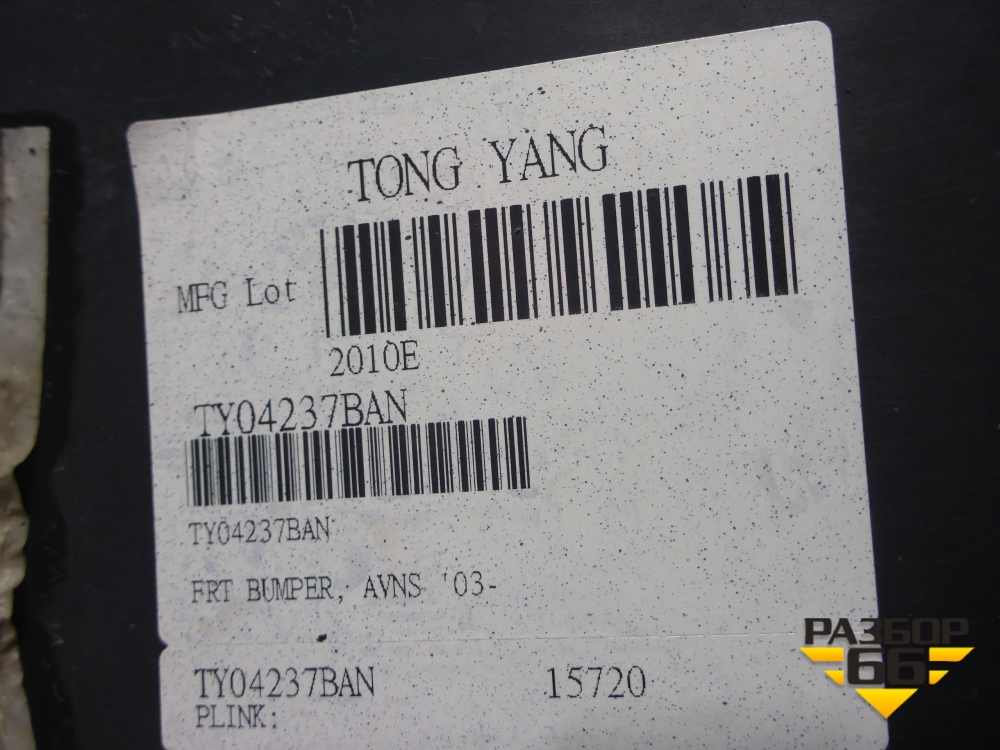 TONG YANG
MFG Lot
2010E
TY04237BAN
TY04237BAN
FRT BUMPER, AVNS '03-
TY04237BAN 15720
PLINK:
РАЗБОР
66